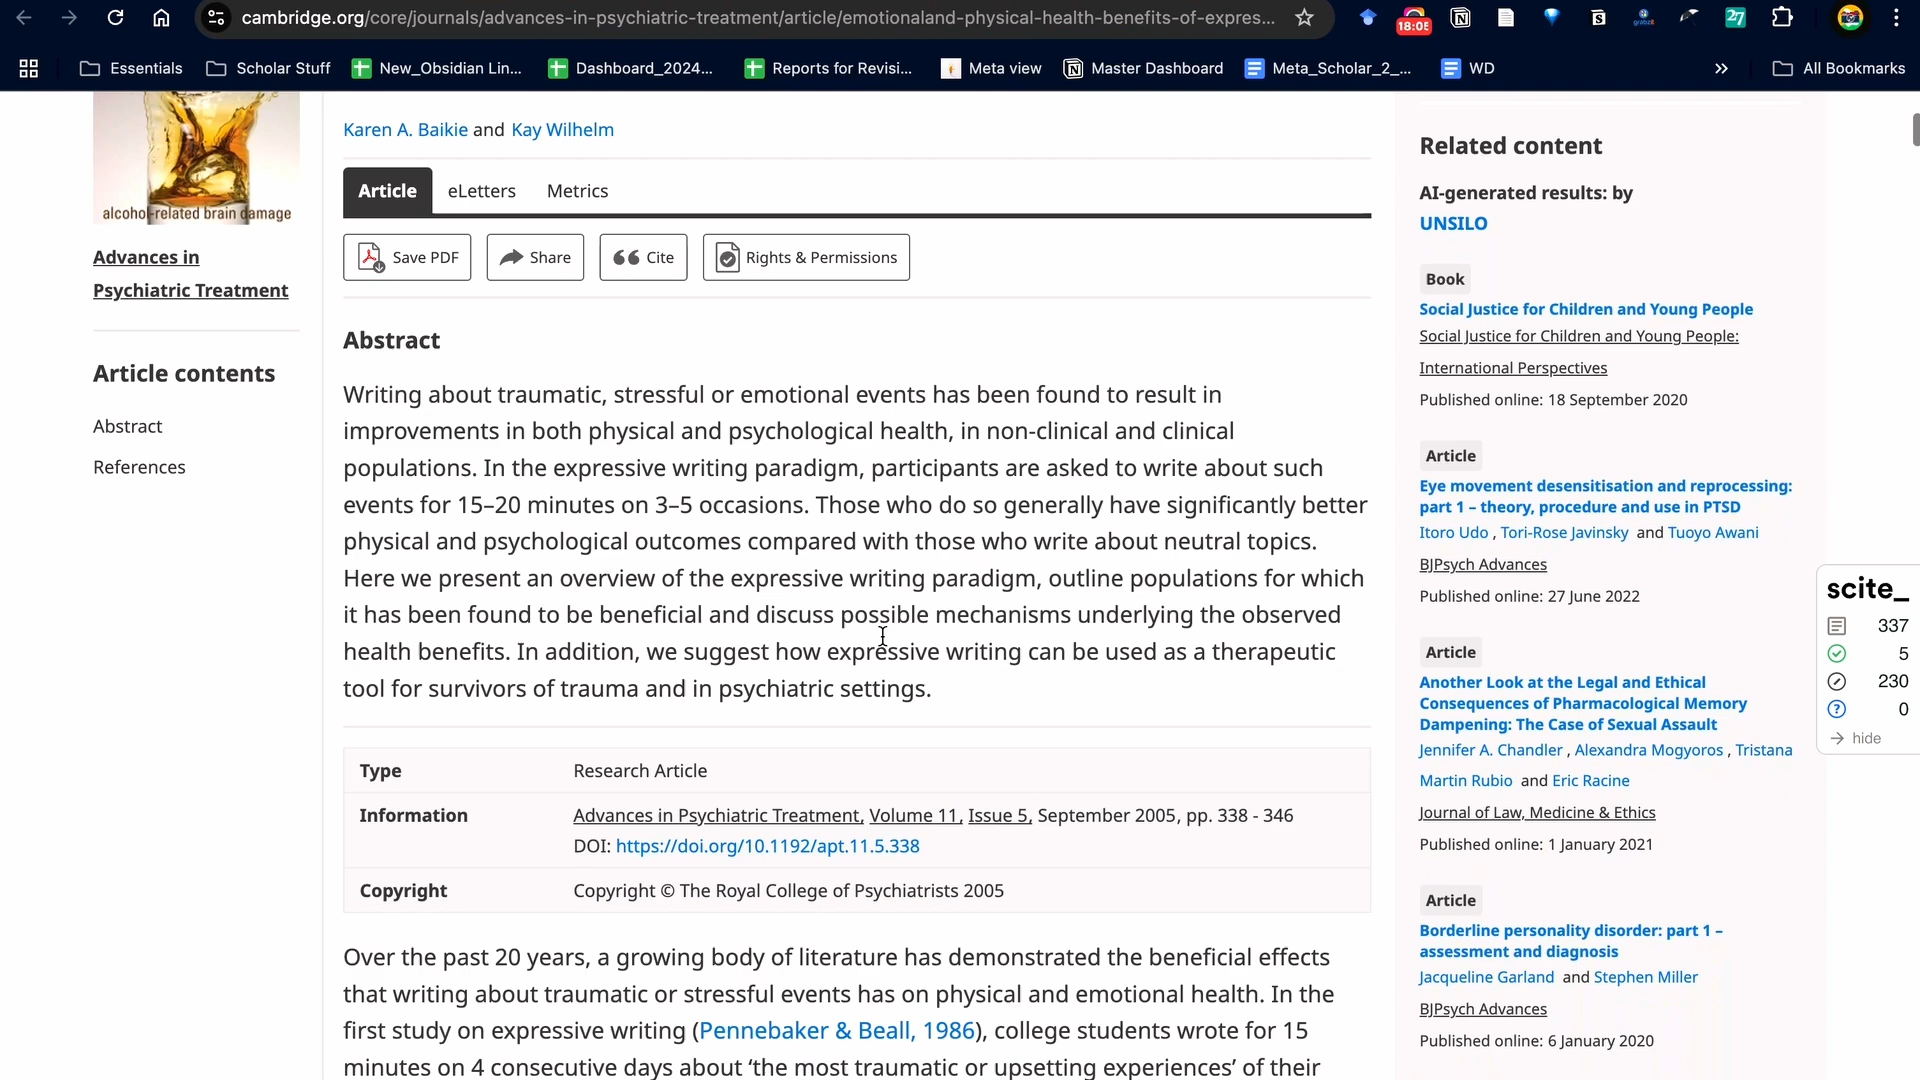 cambridge.org/core/journals/advances-in-psychiatric-treatment/article/emotionaland-physical-health-benefits-of-expres...
18:05
27
Essentials
Scholar Stuff
New_Obsidian Lin...
Dashboard_2024...
Reports for Revisi...
Meta view
Master Dashboard
Meta_Scholar_2_...
WD
All Bookmarks
alcohol-related brain damage
Advances in
Psychiatric Treatment
Article contents
Abstract
References
Karen A. Baikie and Kay Wilhelm
Article eLetters Metrics
Save PDF Share Cite Rights & Permissions
Abstract
Writing about traumatic, stressful or emotional events has been found to result in
improvements in both physical and psychological health, in non-clinical and clinical
populations. In the expressive writing paradigm, participants are asked to write about such
events for 15–20 minutes on 3–5 occasions. Those who do so generally have significantly better
physical and psychological outcomes compared with those who write about neutral topics.
Here we present an overview of the expressive writing paradigm, outline populations for which
it has been found to be beneficial and discuss possible mechanisms underlying the observed
health benefits. In addition, we suggest how expressive writing can be used as a therapeutic
tool for survivors of trauma and in psychiatric settings.
Type Research Article
Information Advances in Psychiatric Treatment, Volume 11, Issue 5, September 2005, pp. 338 - 346
DOI: https://doi.org/10.1192/apt.11.5.338
Copyright Copyright © The Royal College of Psychiatrists 2005
Over the past 20 years, a growing body of literature has demonstrated the beneficial effects
that writing about traumatic or stressful events has on physical and emotional health. In the
first study on expressive writing (Pennebaker & Beall, 1986), college students wrote for 15
minutes on 4 consecutive days about ‘the most traumatic or upsetting experiences’ of their
Related content
AI-generated results: by
UNSILO
Book
Social Justice for Children and Young People
Social Justice for Children and Young People:
International Perspectives
Published online: 18 September 2020
Article
Eye movement desensitisation and reprocessing:
part 1 – theory, procedure and use in PTSD
Itoro Udo , Tori-Rose Javinsky and Tuoyo Awani
BJPsych Advances
Published online: 27 June 2022
Article
Another Look at the Legal and Ethical
Consequences of Pharmacological Memory
Dampening: The Case of Sexual Assault
Jennifer A. Chandler , Alexandra Mogyoros , Tristana
Martin Rubio and Eric Racine
Journal of Law, Medicine & Ethics
Published online: 1 January 2021
Article
Borderline personality disorder: part 1 –
assessment and diagnosis
Jacqueline Garland and Stephen Miller
BJPsych Advances
Published online: 6 January 2020
scite_
337
5
230
0
hide